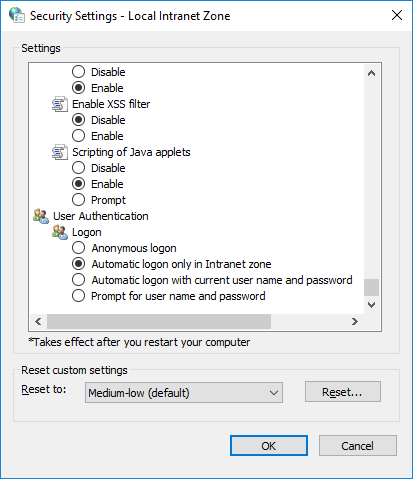 Security Settings - Local Intranet Zone
Settings
Disable
Enable
Enable XSS filter
Disable
Enable
Scripting of Java applets
Disable
Enable
Prompt
User Authentication
Logon
Anonymous logon
Automatic logon only in Intranet zone
Automatic logon with current user name and password
Prompt for user name and password
*Takes effect after you restart your computer
Reset custom settings
Reset to: Medium-low (default) Reset...
OK Cancel